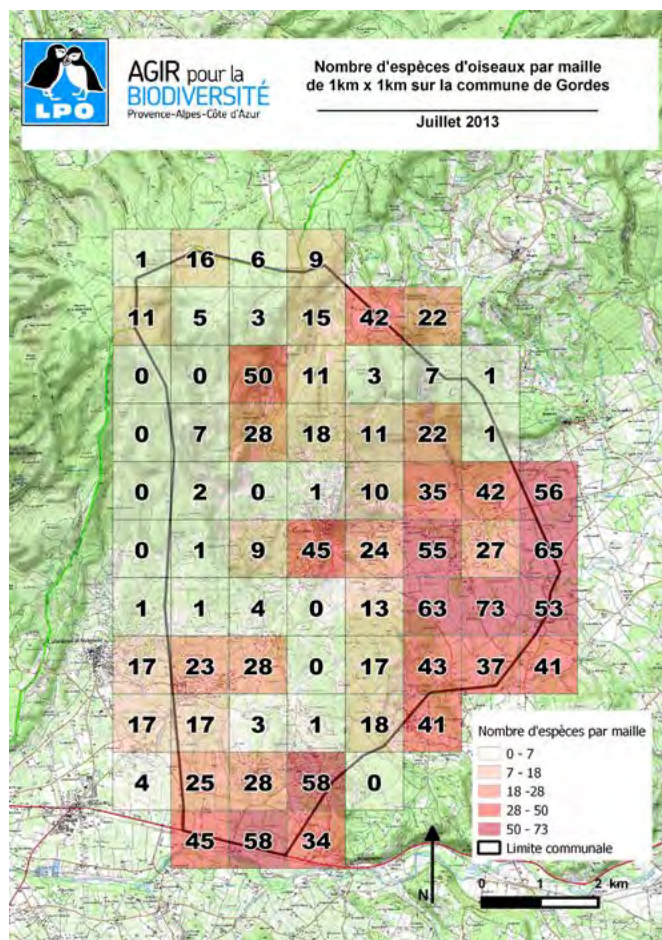 LPO
AGIR pour la
BIODIVERSITÉ
Provence-Alpes-Côte d'Azur
Nombre d'espèces d'oiseaux par maille
de 1km x 1km sur la commune de Gordes
Juillet 2013
1 16 6 9
11 5 3 15 42 22
0 0 50 11 3 7 1
0 7 28 18 11 22 1
0 2 0 1 10 35 42 56
0 1 9 45 24 55 27 65
1 1 4 0 13 63 73 53
17 23 28 0 17 43 37 41
17 17 3 1 18 41
4 25 28 58 0
45 58 34
Nombre d'espèces par maille
0 - 7
7 - 18
18 -28
28 - 50
50 - 73
Limite communale
N
0 1 2 km